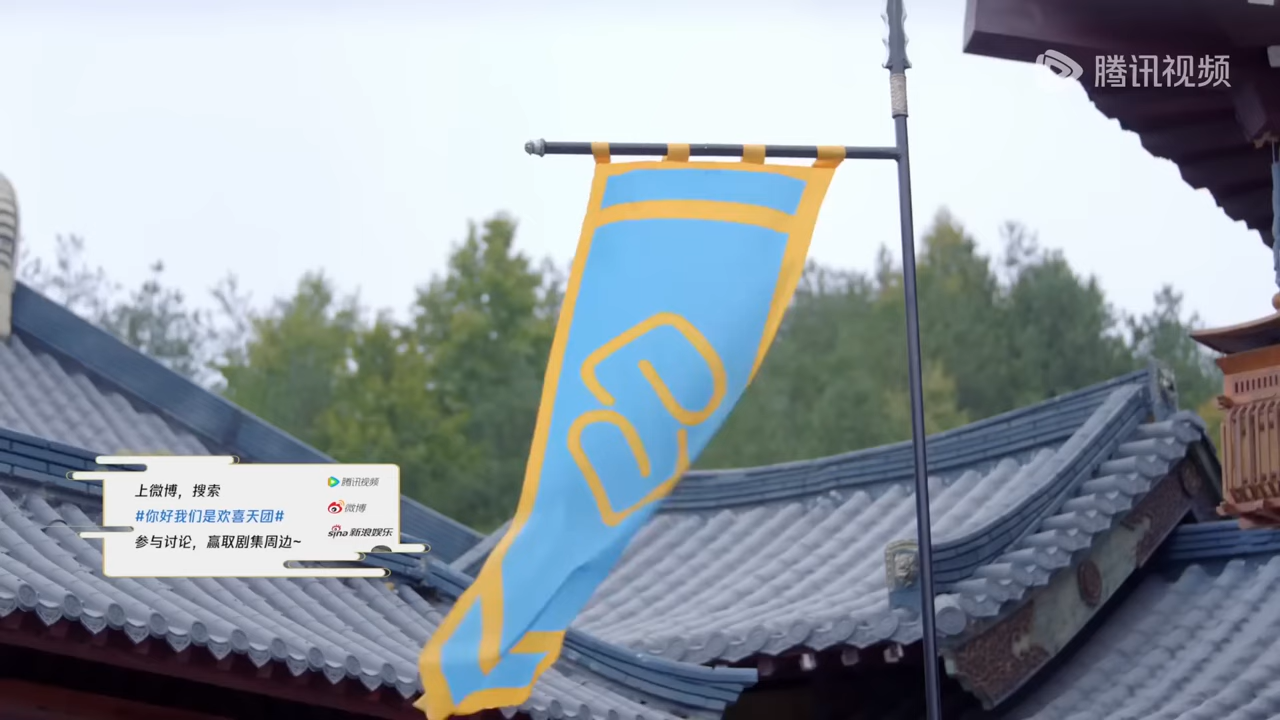 腾讯视频
上微博，搜索
#你好我们是欢喜天团#
参与讨论，赢取剧集周边~
腾讯视频
微博
sina新浪娱乐